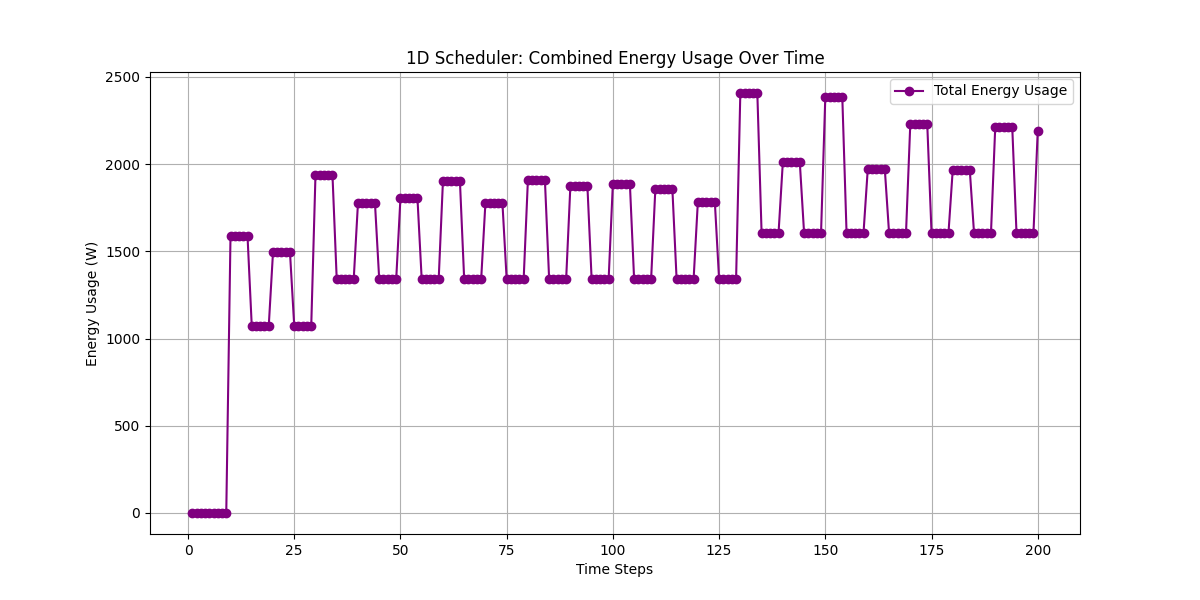 1D Scheduler: Combined Energy Usage Over Time
Total Energy Usage
Energy Usage (W)
2500
2000
1500
1000
500
0
0 25 50 75 100 125 150 175 200
Time Steps